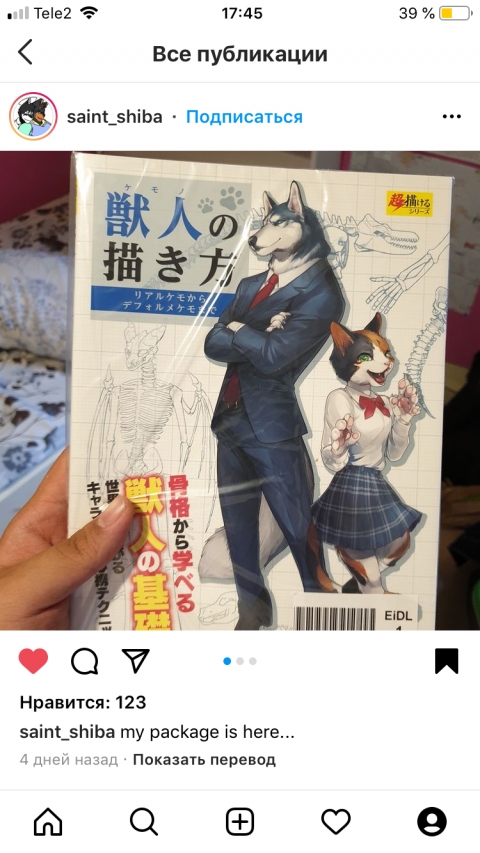 Tele2
17:45
39 %
Все публикации
saint_shiba · Подписаться
ケモノ
獣人の
描き方
リアルケモから
デフォルメケモまで
超描ける
シリーズ
骨格から学べる
獣人の基礎
EiDL
Нравится: 123
saint_shiba my package is here...
4 дней назад · Показать перевод